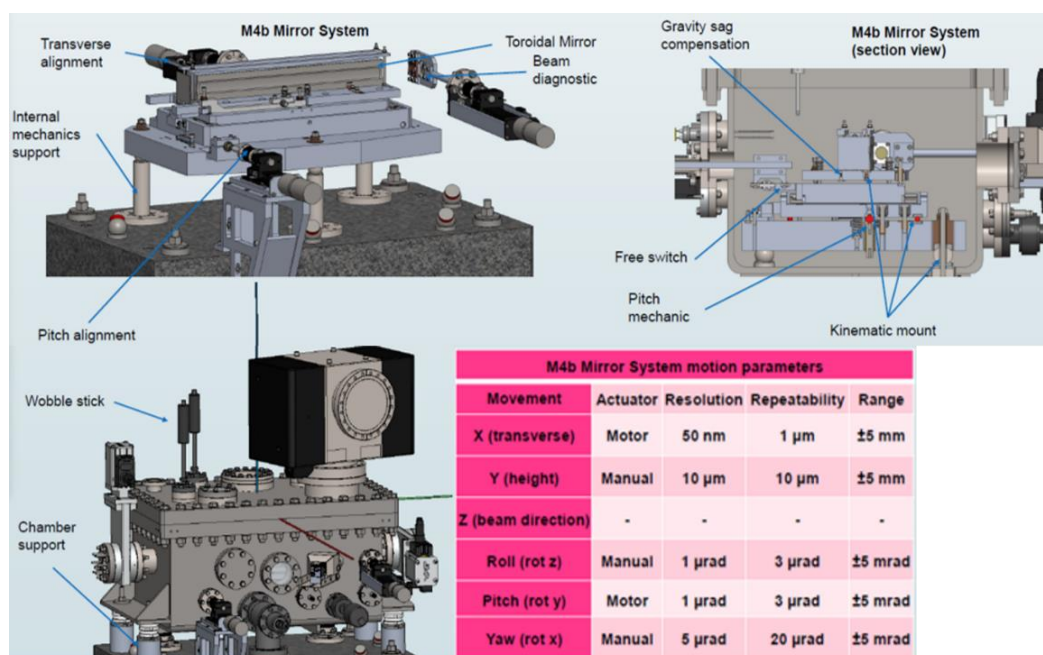 M4b Mirror System
Transverse
alignment
Toroidal Mirror
Beam
diagnostic
Internal
mechanics
support
Pitch alignment
Gravity sag
compensation
M4b Mirror System
(section view)
Free switch
Pitch
mechanic
Kinematic mount
Wobble stick
Chamber
support
M4b Mirror System motion parameters
Movement Actuator Resolution Repeatability Range
X (transverse) Motor 50 nm 1 µm ±5 mm
Y (height) Manual 10 µm 10 µm ±5 mm
Z (beam direction) - - - -
Roll (rot z) Manual 1 µrad 3 µrad ±5 mrad
Pitch (rot y) Motor 1 µrad 3 µrad ±5 mrad
Yaw (rot x) Manual 5 µrad 20 µrad ±5 mrad